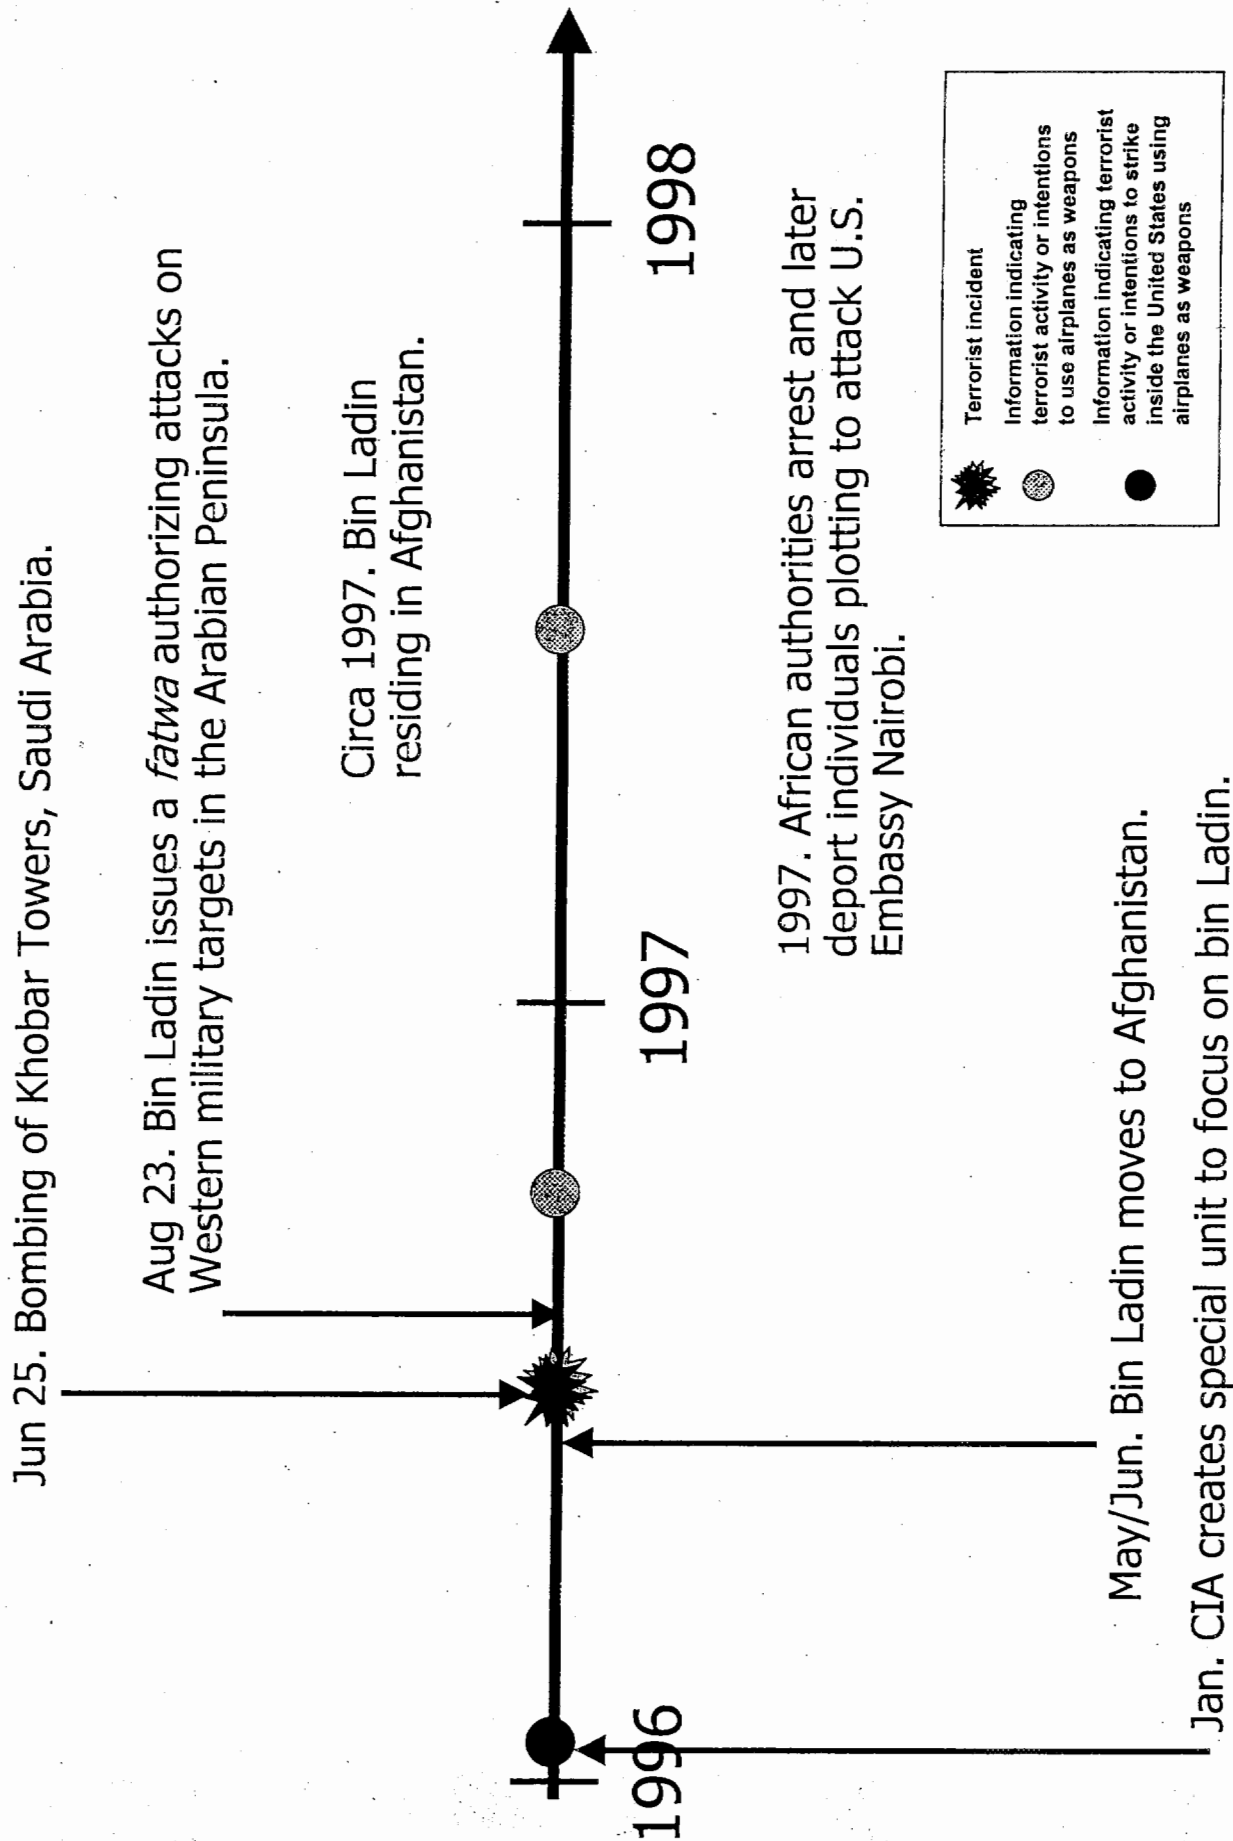 Jun 25. Bombing of Khobar Towers, Saudi Arabia.
Aug 23. Bin Ladin issues a fatwa authorizing attacks on
Western military targets in the Arabian Peninsula.
Circa 1997. Bin Ladin
residing in Afghanistan.
1996
1997
1998
1997. African authorities arrest and later
deport individuals plotting to attack U.S.
Embassy Nairobi.
May/Jun. Bin Ladin moves to Afghanistan.
Jan. CIA creates special unit to focus on bin Ladin.
Terrorist incident
Information indicating
terrorist activity or intentions
to use airplanes as weapons
Information indicating terrorist
activity or intentions to strike
inside the United States using
airplanes as weapons